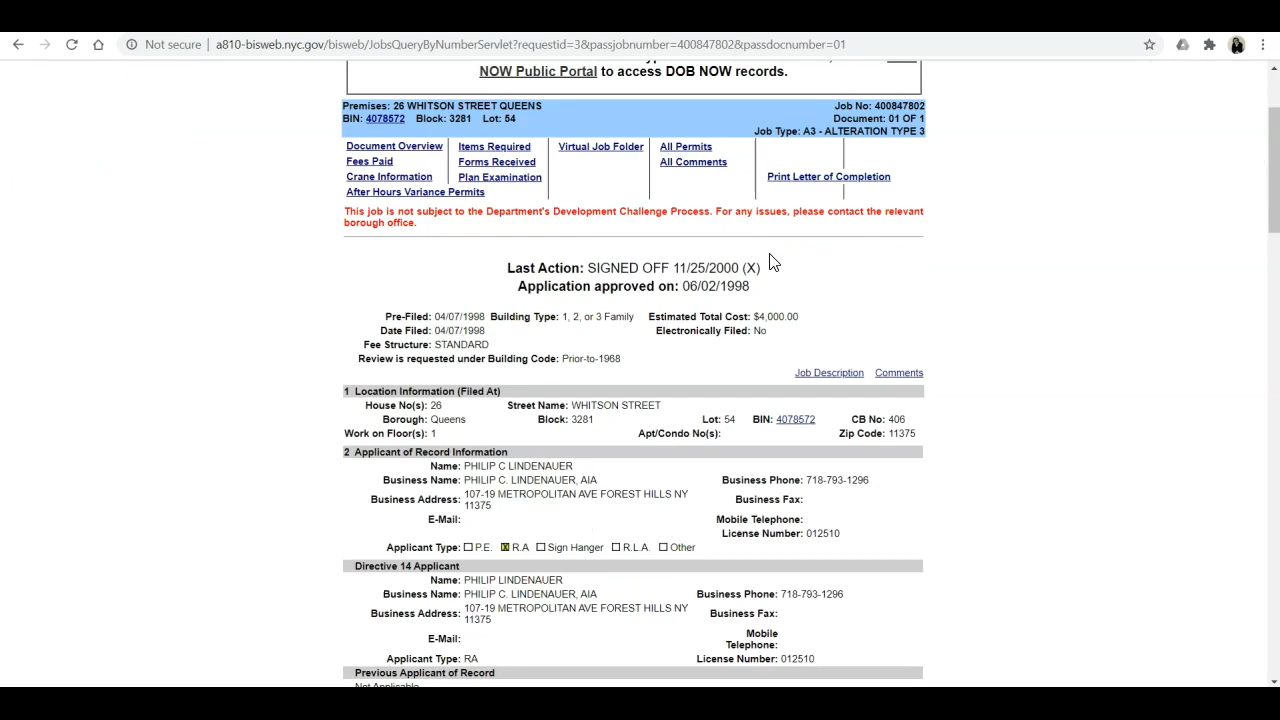 Not secure a810-bisweb.nyc.gov/bisweb/JobsQueryByNumberServlet?requestid=3&passjobnumber=400847802&passdocnumber=01
NOW Public Portal to access DOB NOW records.
Premises: 26 WHITSON STREET QUEENS Job No: 400847802
BIN: 4078572 Block: 3281 Lot: 54 Document: 01 OF 1
Job Type: A3 - ALTERATION TYPE 3
Document Overview Items Required Virtual Job Folder All Permits
Fees Paid Forms Received All Comments
Crane Information Plan Examination Print Letter of Completion
After Hours Variance Permits
This job is not subject to the Department's Development Challenge Process. For any issues, please contact the relevant
borough office.
Last Action: SIGNED OFF 11/25/2000 (X)
Application approved on: 06/02/1998
Pre-Filed: 04/07/1998 Building Type: 1, 2, or 3 Family Estimated Total Cost: $4,000.00
Date Filed: 04/07/1998 Electronically Filed: No
Fee Structure: STANDARD
Review is requested under Building Code: Prior-to-1968
Job Description Comments
1 Location Information (Filed At)
House No(s): 26 Street Name: WHITSON STREET
Borough: Queens Block: 3281 Lot: 54 BIN: 4078572 CB No: 406
Work on Floor(s): 1 Apt/Condo No(s): Zip Code: 11375
2 Applicant of Record Information
Name: PHILIP C LINDENAUER
Business Name: PHILIP C. LINDENAUER, AIA Business Phone: 718-793-1296
Business Address: 107-19 METROPOLITAN AVE FOREST HILLS NY
11375 Business Fax:
E-Mail: Mobile Telephone:
License Number: 012510
Applicant Type: P.E. X R.A Sign Hanger R.L.A. Other
Directive 14 Applicant
Name: PHILIP LINDENAUER
Business Name: PHILIP C. LINDENAUER, AIA Business Phone: 718-793-1296
Business Address: 107-19 METROPOLITAN AVE FOREST HILLS NY
11375 Business Fax:
E-Mail: Mobile
Telephone:
Applicant Type: RA License Number: 012510
Previous Applicant of Record
Not Applicable